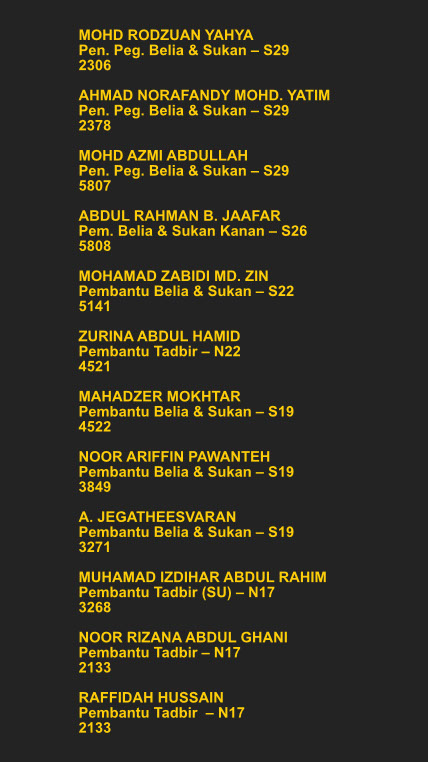 MOHD RODZUAN YAHYA
Pen. Peg. Belia & Sukan – S29
2306
AHMAD NORAFANDY MOHD. YATIM
Pen. Peg. Belia & Sukan – S29
2378
MOHD AZMI ABDULLAH
Pen. Peg. Belia & Sukan – S29
5807
ABDUL RAHMAN B. JAAFAR
Pem. Belia & Sukan Kanan – S26
5808
MOHAMAD ZABIDI MD. ZIN
Pembantu Belia & Sukan – S22
5141
ZURINA ABDUL HAMID
Pembantu Tadbir – N22
4521
MAHADZER MOKHTAR
Pembantu Belia & Sukan – S19
4522
NOOR ARIFFIN PAWANTEH
Pembantu Belia & Sukan – S19
3849
A. JEGATHEESVARAN
Pembantu Belia & Sukan – S19
3271
MUHAMAD IZDIHAR ABDUL RAHIM
Pembantu Tadbir (SU) – N17
3268
NOOR RIZANA ABDUL GHANI
Pembantu Tadbir – N17
2133
RAFFIDAH HUSSAIN
Pembantu Tadbir  – N17
2133